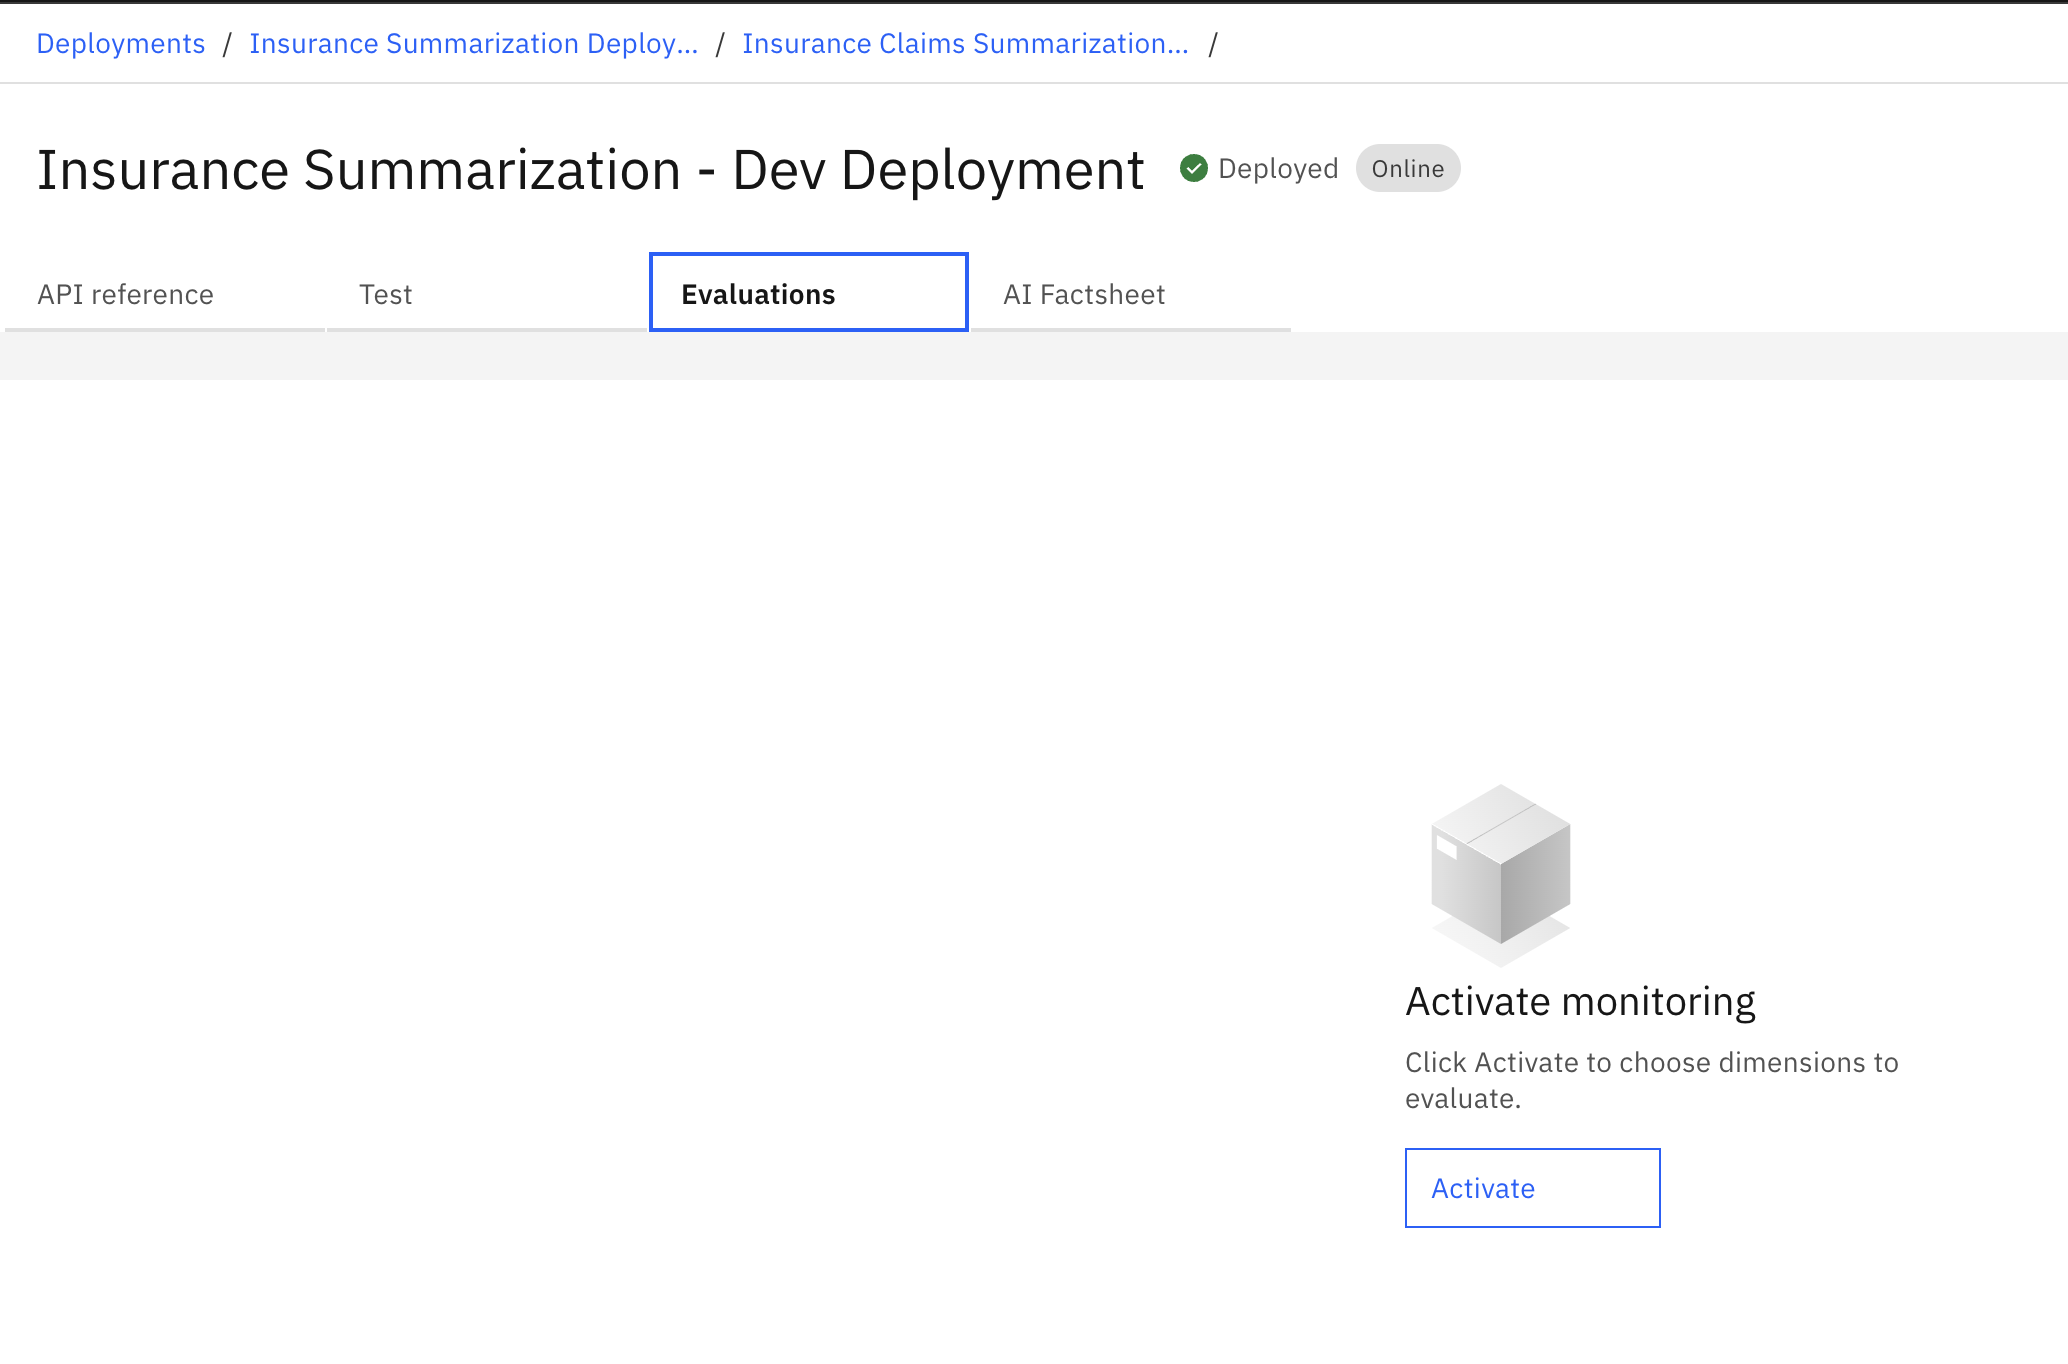 Deployments / Insurance Summarization Deploy... / Insurance Claims Summarization... /
Insurance Summarization - Dev Deployment Deployed Online
API reference Test Evaluations AI Factsheet
Activate monitoring
Click Activate to choose dimensions to
evaluate.
Activate